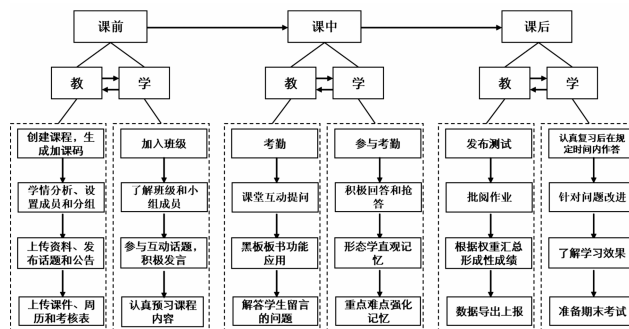 课前
课中
课后
教
学
教
学
教
学
创建课程，生
成加课码
学情分析、设
置成员和分组
上传资料、发
布话题和公告
上传课件、周
历和考核表
加入班级
了解班级和小
组成员
参与互动话题，
积极发言
认真预习课程
内容
考勤
课堂互动提问
黑板板书功能
应用
解答学生留言
的问题
参与考勤
积极回答和抢
答
形态学直观记
忆
重点难点强化
记忆
发布测试
批阅作业
根据权重汇总
形成性成绩
数据导出上报
认真复习后在规
定时间内作答
针对问题改进
了解学习效果
准备期末考试